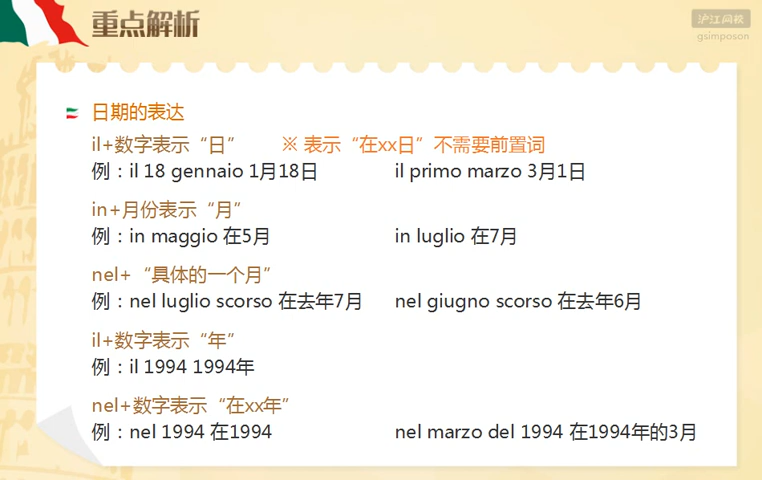 重点解析
沪江网校
gsimposon
日期的表达
il+数字表示“日” ※ 表示“在xx日”不需要前置词
例：il 18 gennaio 1月18日 il primo marzo 3月1日
in+月份表示“月”
例：in maggio 在5月 in luglio 在7月
nel+“具体的一个月”
例：nel luglio scorso 在去年7月 nel giugno scorso 在去年6月
il+数字表示“年”
例：il 1994 1994年
nel+数字表示“在xx年”
例：nel 1994 在1994 nel marzo del 1994 在1994年的3月